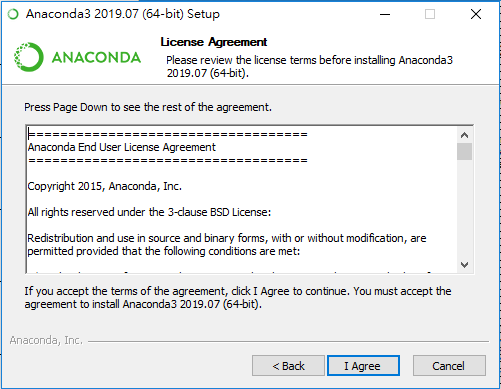 Anaconda3 2019.07 (64-bit) Setup
ANACONDA
License Agreement
Please review the license terms before installing Anaconda3
2019.07 (64-bit).
Press Page Down to see the rest of the agreement.
===================================
Anaconda End User License Agreement
===================================
Copyright 2015, Anaconda, Inc.
All rights reserved under the 3-clause BSD License:
Redistribution and use in source and binary forms, with or without modification, are
permitted provided that the following conditions are met:
If you accept the terms of the agreement, click I Agree to continue. You must accept the
agreement to install Anaconda3 2019.07 (64-bit).
Anaconda, Inc.
< Back
I Agree
Cancel